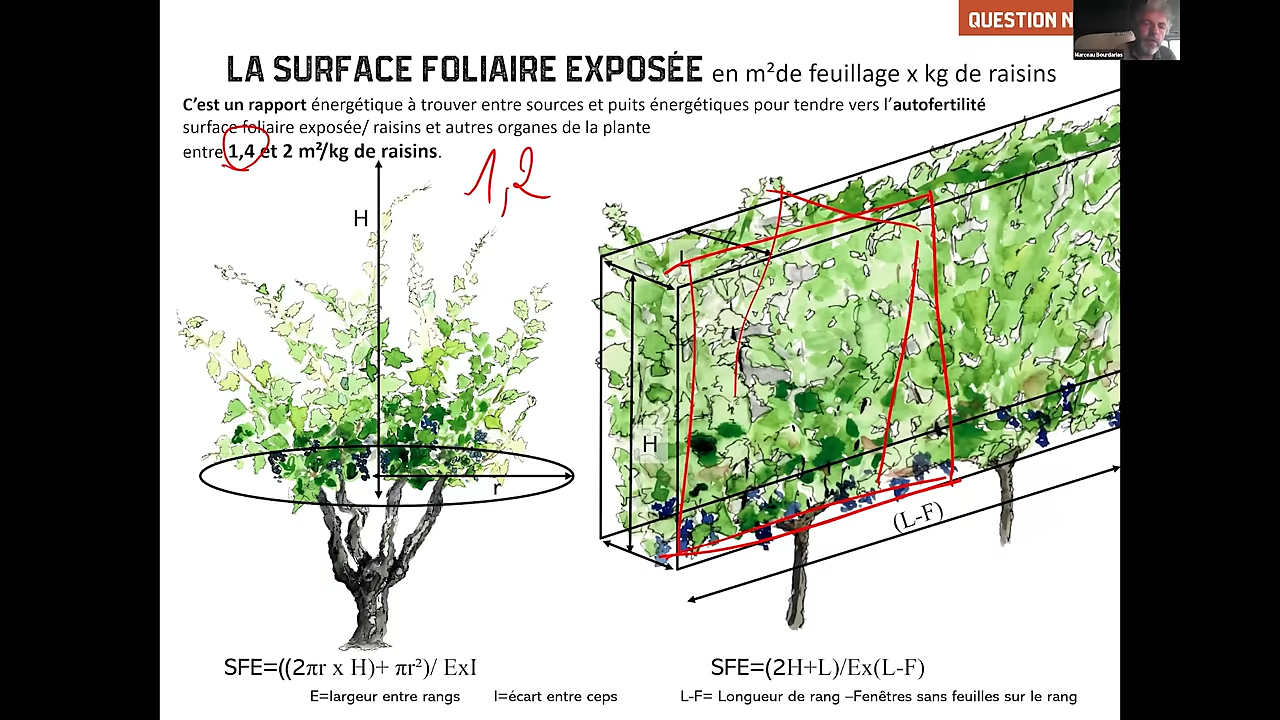 QUESTION N
Marceau Bourdarias
LA SURFACE FOLIAIRE EXPOSÉE en m²de feuillage x kg de raisins
C'est un rapport énergétique à trouver entre sources et puits énergétiques pour tendre vers l'autofertilité
surface foliaire exposée/ raisins et autres organes de la plante
entre 1,4 et 2 m²/kg de raisins.
1,2
H
r
H
(L-F)
SFE=((2πr x H)+ πr²)/ ExI
SFE=(2H+L)/Ex(L-F)
E=largeur entre rangs
I=écart entre ceps
L-F= Longueur de rang –Fenêtres sans feuilles sur le rang